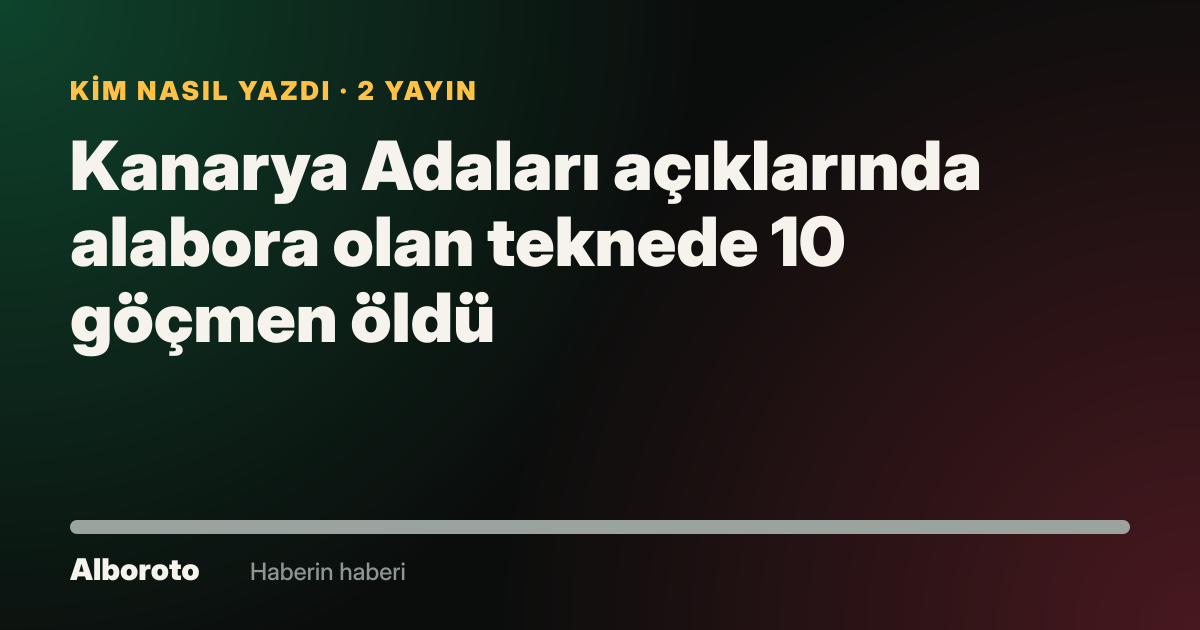 KİM NASIL YAZDI · 2 YAYIN
Kanarya Adaları açıklarında
alabora olan teknede 10
göçmen öldü
Alboroto
Haberin haberi